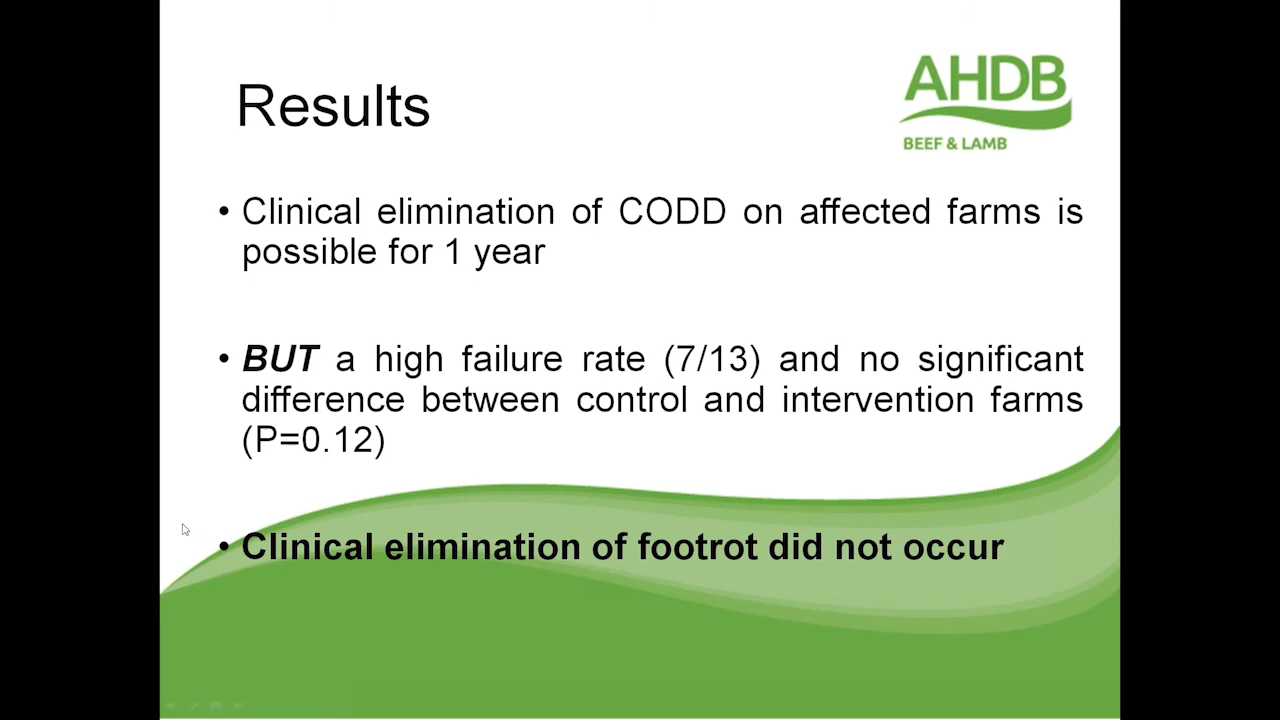 AHDB
BEEF & LAMB
Results
• Clinical elimination of CODD on affected farms is
possible for 1 year
• BUT a high failure rate (7/13) and no significant
difference between control and intervention farms
(P=0.12)
• Clinical elimination of footrot did not occur